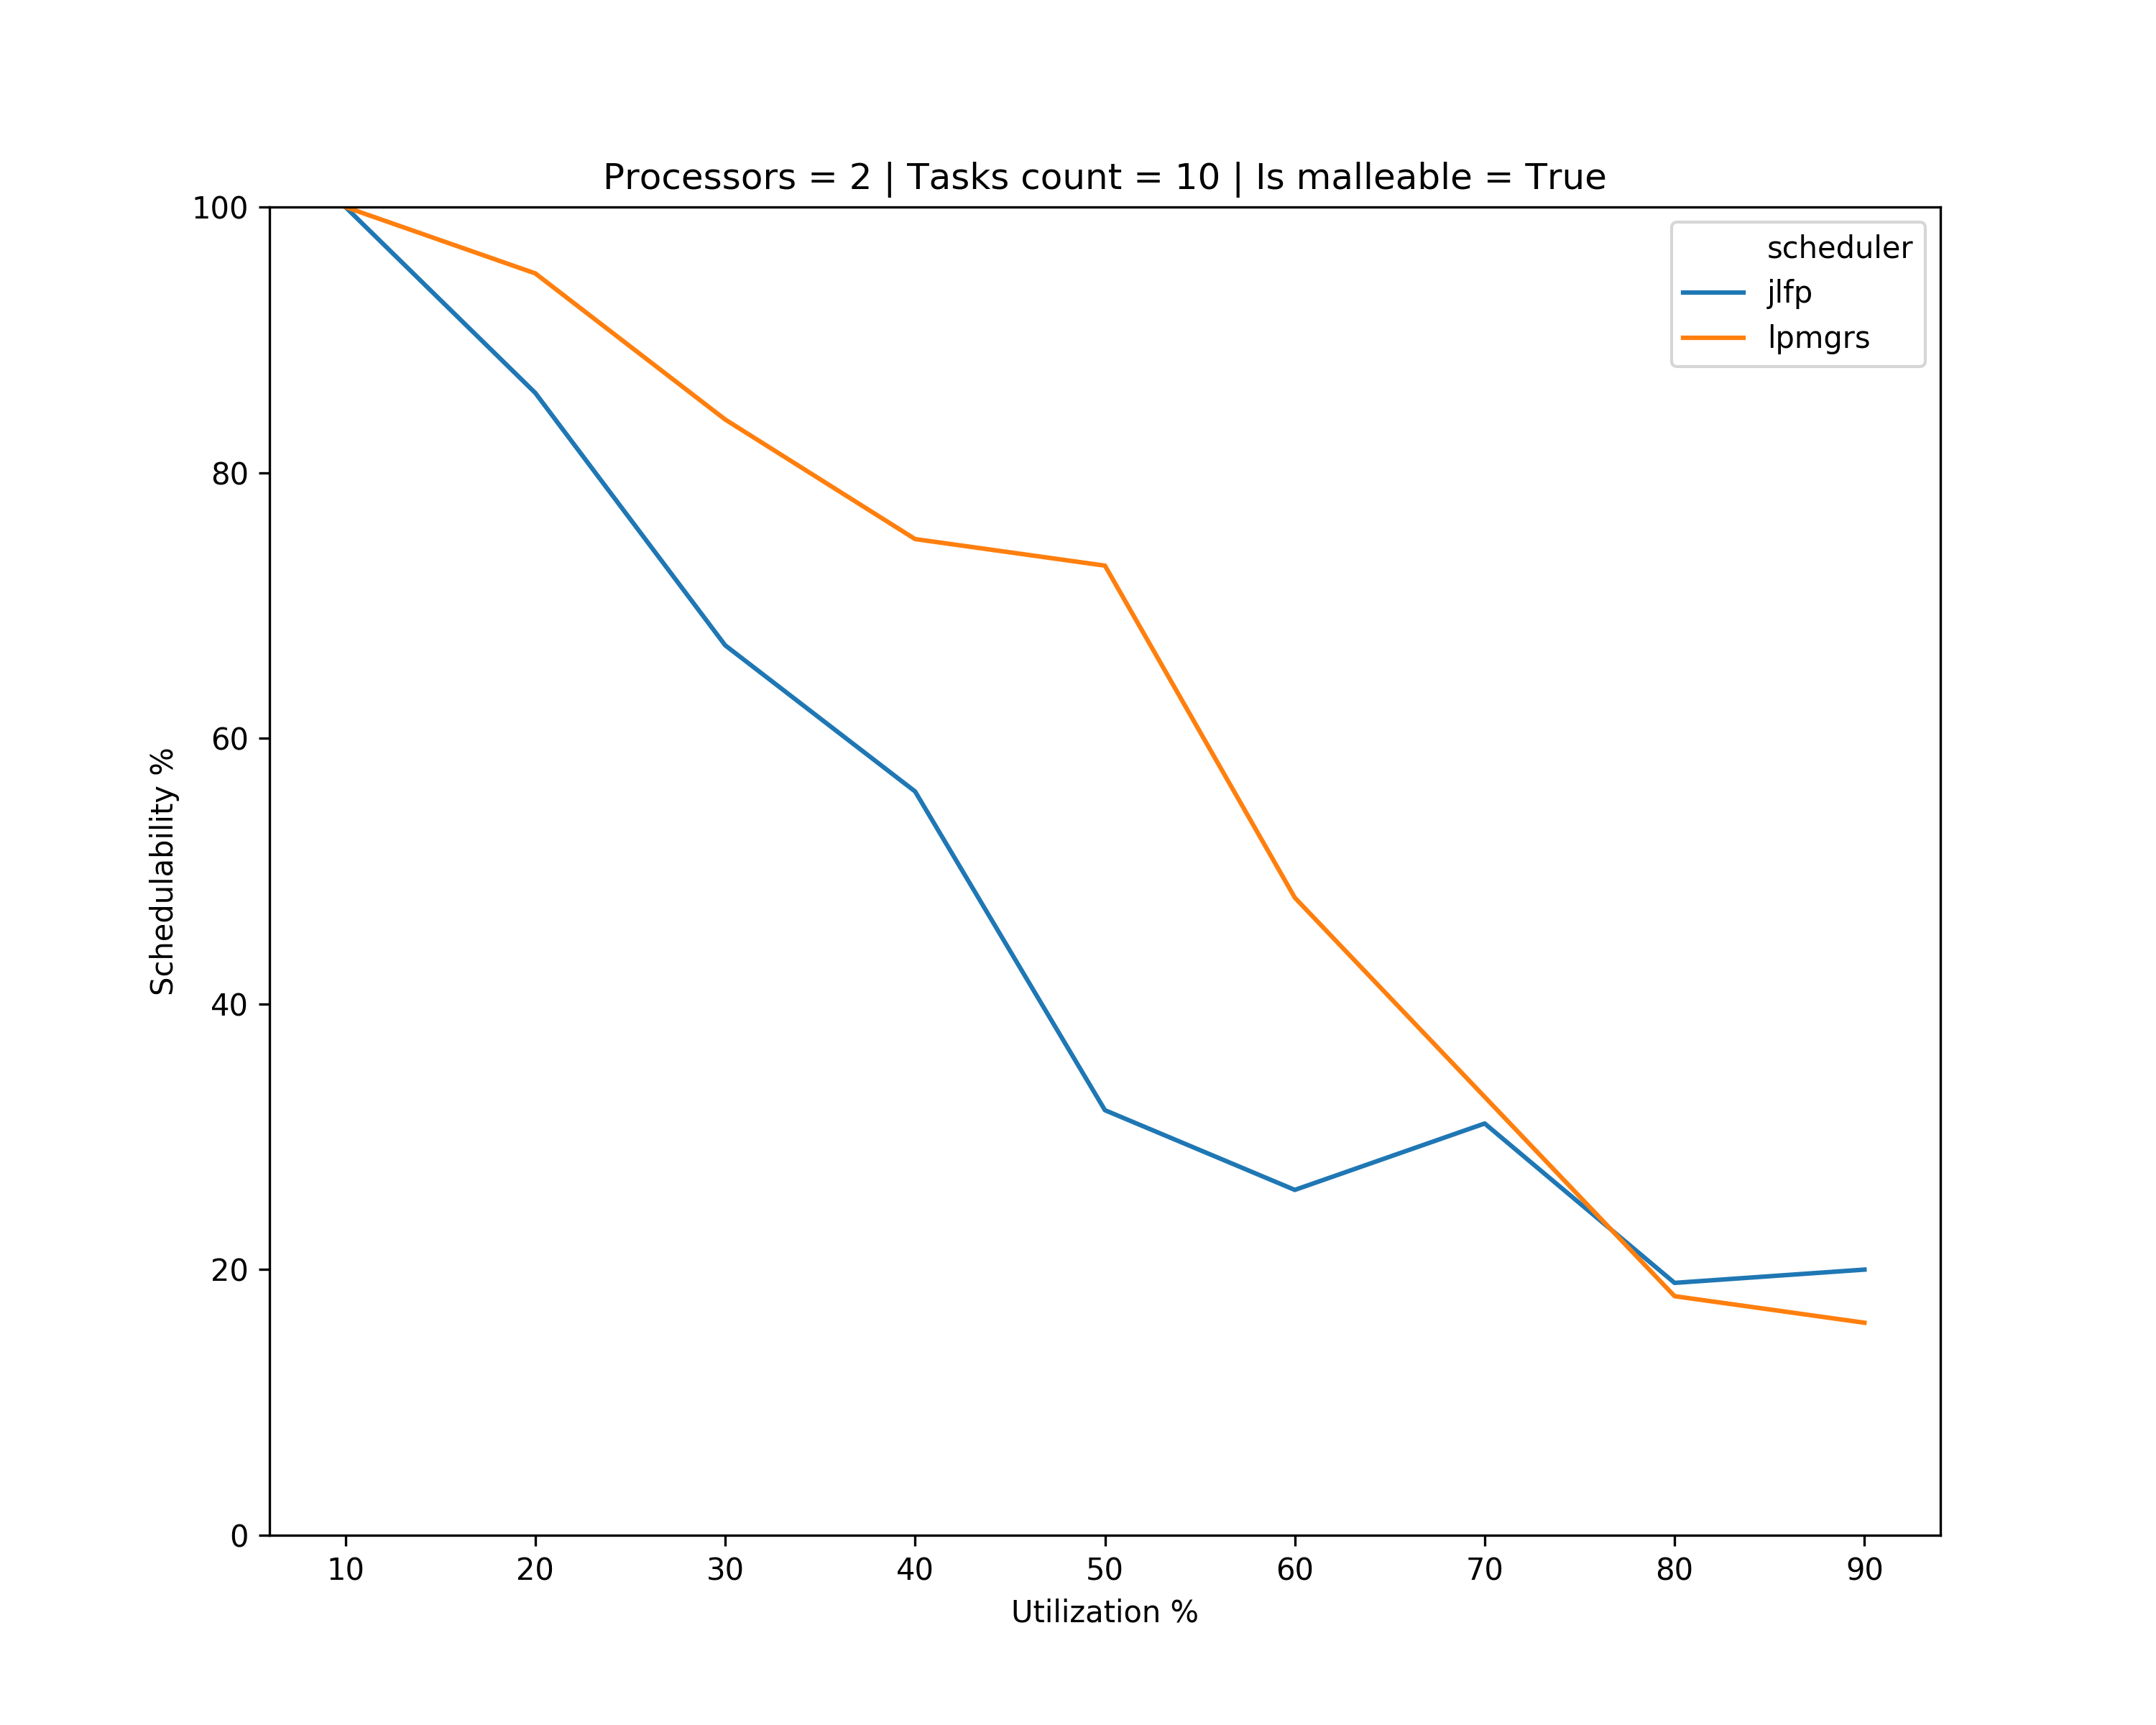 Processors = 2 | Tasks count = 10 | Is malleable = True
scheduler
jlfp
lpmgrs
Schedulability %
100
80
60
40
20
0
10 20 30 40 50 60 70 80 90
Utilization %